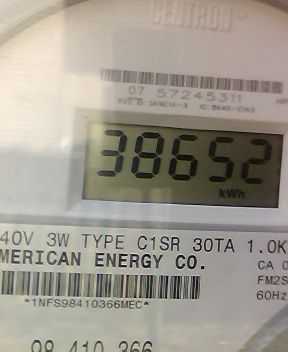 CENTRON
07 57245311
38652
kWh
40V 3W TYPE C1SR 30TA 1.0K
MERICAN ENERGY CO. CA 0
FM2S
60Hz
*1NFS98410366MEC*
98 410 366